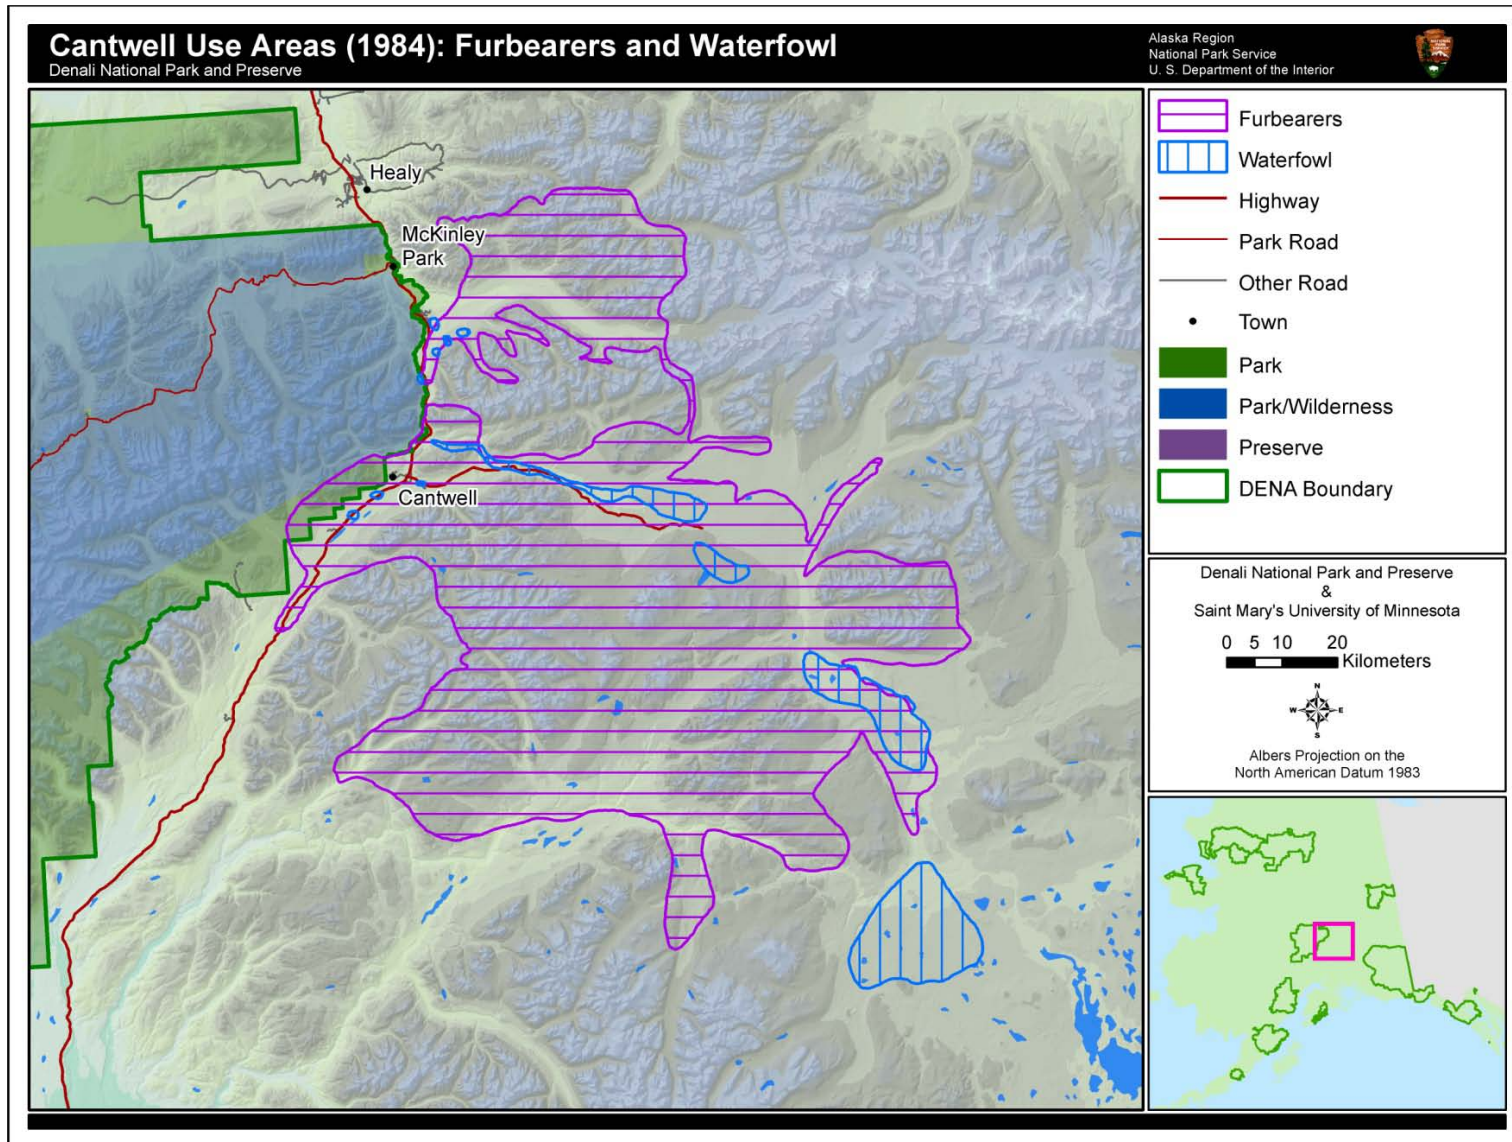 Cantwell Use Areas (1984): Furbearers and Waterfowl
Denali National Park and Preserve
Alaska Region
National Park Service
U. S. Department of the Interior
Healy
McKinley
Park
Cantwell
Furbearers
Waterfowl
Highway
Park Road
Other Road
Town
Park
Park/Wilderness
Preserve
DENA Boundary
Denali National Park and Preserve
&
Saint Mary's University of Minnesota
0 5 10 20
Kilometers
N
W E
S
Albers Projection on the
North American Datum 1983